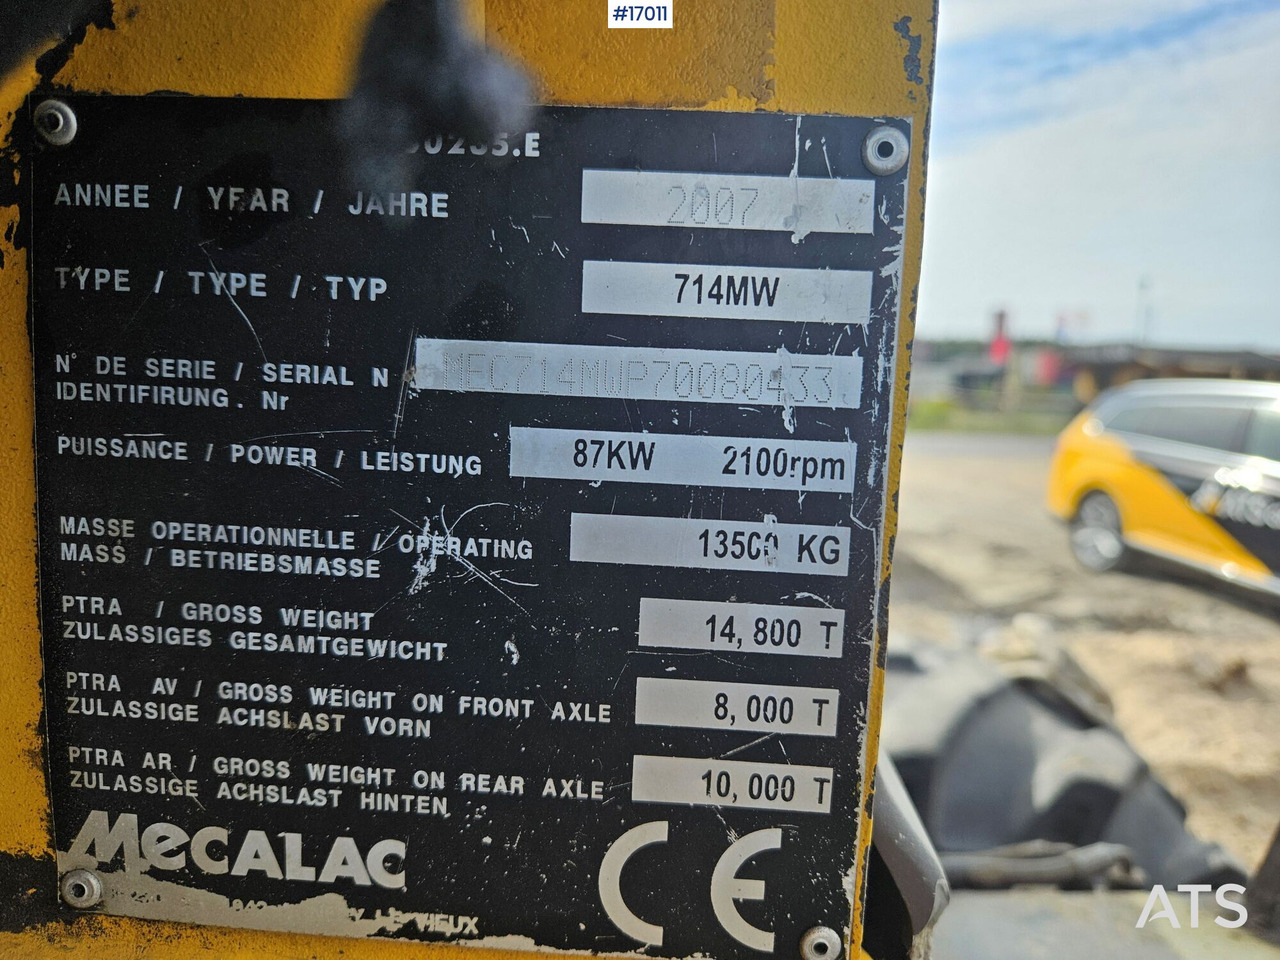 #17011
ANNEE / YEAR / JAHRE 2007
TYPE / TYPE / TYP 714MW
N° DE SERIE / SERIAL N MEC714MWP70080433
IDENTIFIRUNG. Nr
PUISSANCE / POWER / LEISTUNG 87KW 2100rpm
MASSE OPERATIONNELLE / OPERATING 13500 KG
MASS / BETRIEBSMASSE
PTRA / GROSS WEIGHT 14,800 T
ZULASSIGES GESAMTGEWICHT
PTRA AV / GROSS WEIGHT ON FRONT AXLE 8,000 T
ZULASSIGE ACHSLAST VORN
PTRA AR / GROSS WEIGHT ON REAR AXLE 10,000 T
ZULASSIGE ACHSLAST HINTEN
MECALAC CE
ATS